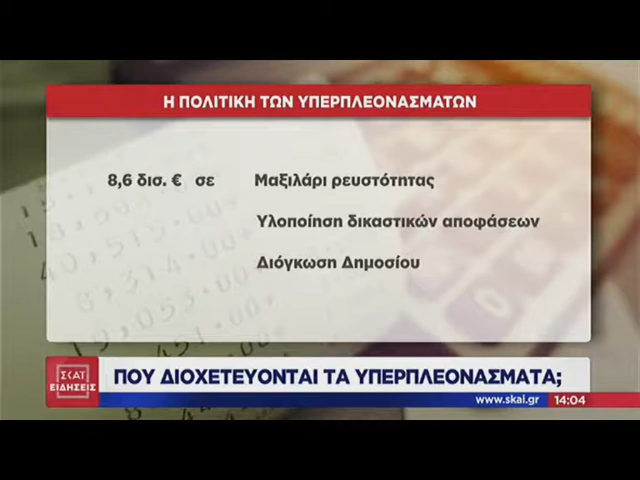 Η ΠΟΛΙΤΙΚΗ ΤΩΝ ΥΠΕΡΠΛΕΟΝΑΣΜΑΤΩΝ
8,6 δισ. € σε Μαξιλάρι ρευστότητας
Υλοποίηση δικαστικών αποφάσεων
Διόγκωση Δημοσίου
ΣΚΑΪ
ΕΙΔΗΣΕΙΣ
ΠΟΥ ΔΙΟΧΕΤΕΥΟΝΤΑΙ ΤΑ ΥΠΕΡΠΛΕΟΝΑΣΜΑΤΑ;
www.skai.gr 14:04